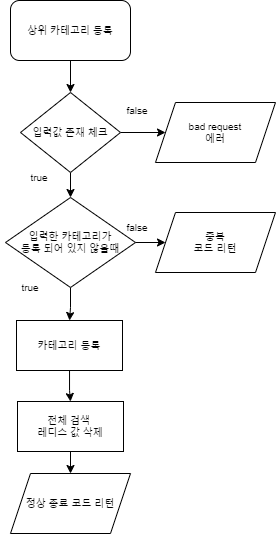 상위 카테고리 등록
false
입력값 존재 체크
bad request
에러
true
입력한 카테고리가
등록 되어 있지 않을때
false
중복
코드 리턴
true
카테고리 등록
전체 검색
레디스 값 삭제
정상 종료 코드 리턴